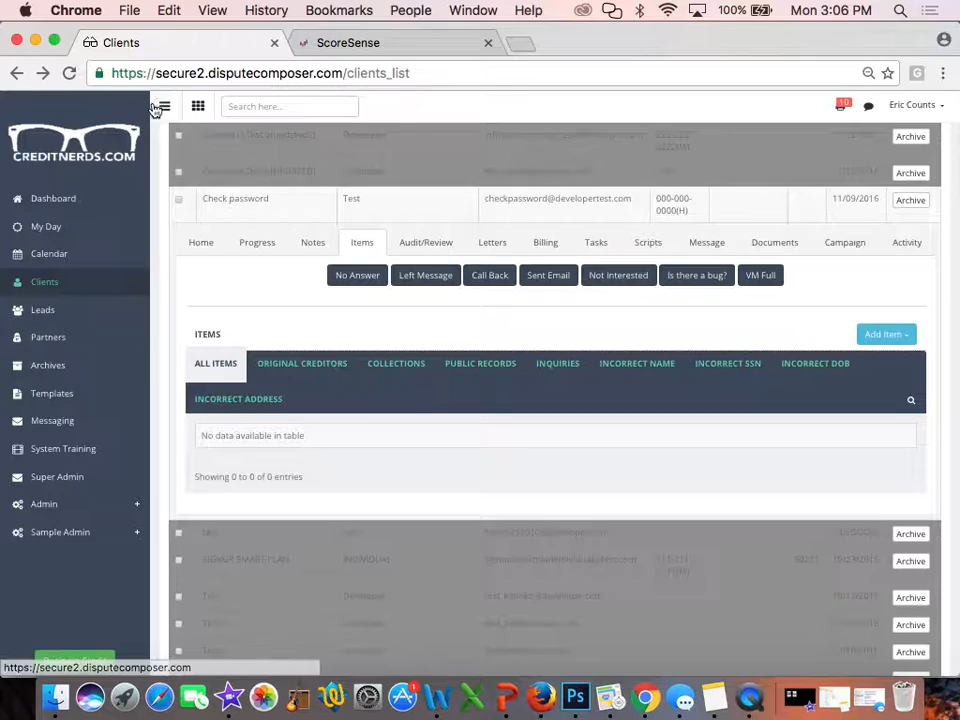 Chrome File Edit View History Bookmarks People Window Help 100% Mon 3:06 PM
Clients ScoreSense
https://secure2.disputecomposer.com/clients_list
Search here... 10 Eric Counts
CREDITNERDS.COM
Dashboard
My Day
Calendar
Clients
Leads
Partners
Archives
Templates
Messaging
System Training
Super Admin
Admin +
Sample Admin +
Archive
Archive
Check password Test checkpassword@developertest.com 000-000-0000(H) 11/09/2016 Archive
Home Progress Notes Items Audit/Review Letters Billing Tasks Scripts Message Documents Campaign Activity
No Answer Left Message Call Back Sent Email Not Interested Is there a bug? VM Full
ITEMS Add Item
ALL ITEMS ORIGINAL CREDITORS COLLECTIONS PUBLIC RECORDS INQUIRIES INCORRECT NAME INCORRECT SSN INCORRECT DOB
INCORRECT ADDRESS
No data available in table
Showing 0 to 0 of 0 entries
Archive
Archive
Archive
Archive
Archive
https://secure2.disputecomposer.com